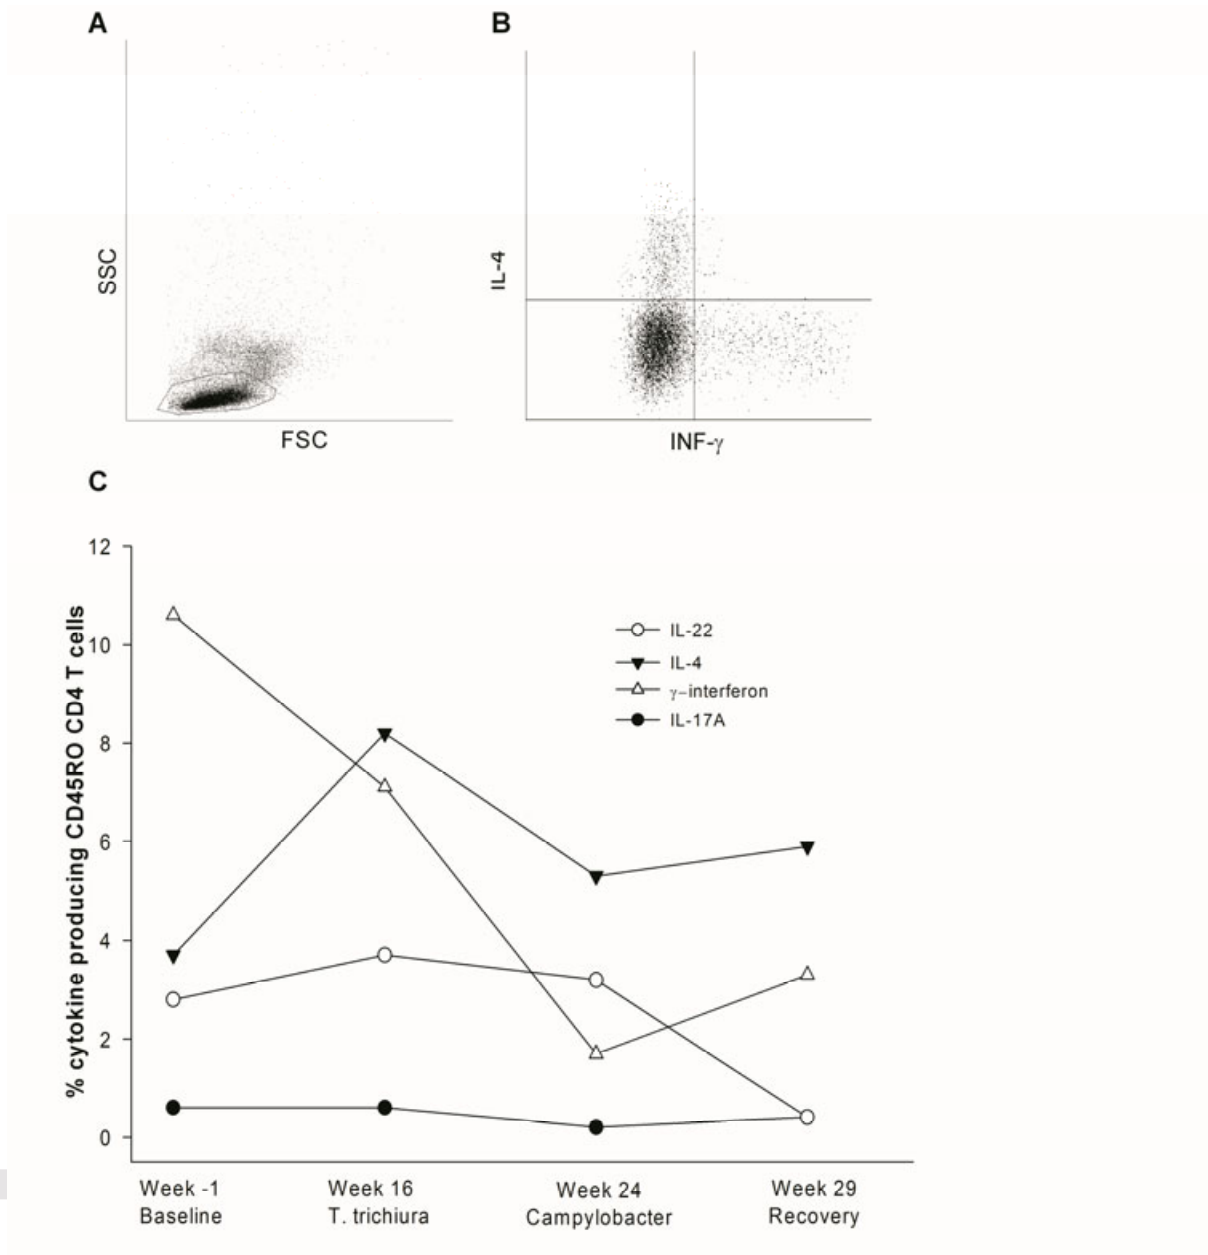 A
B
SSC
FSC
IL-4
INF-γ
C
% cytokine producing CD45RO CD4 T cells
12
10
8
6
4
2
0
IL-22
IL-4
γ–interferon
IL-17A
Week -1
Baseline
Week 16
T. trichiura
Week 24
Campylobacter
Week 29
Recovery